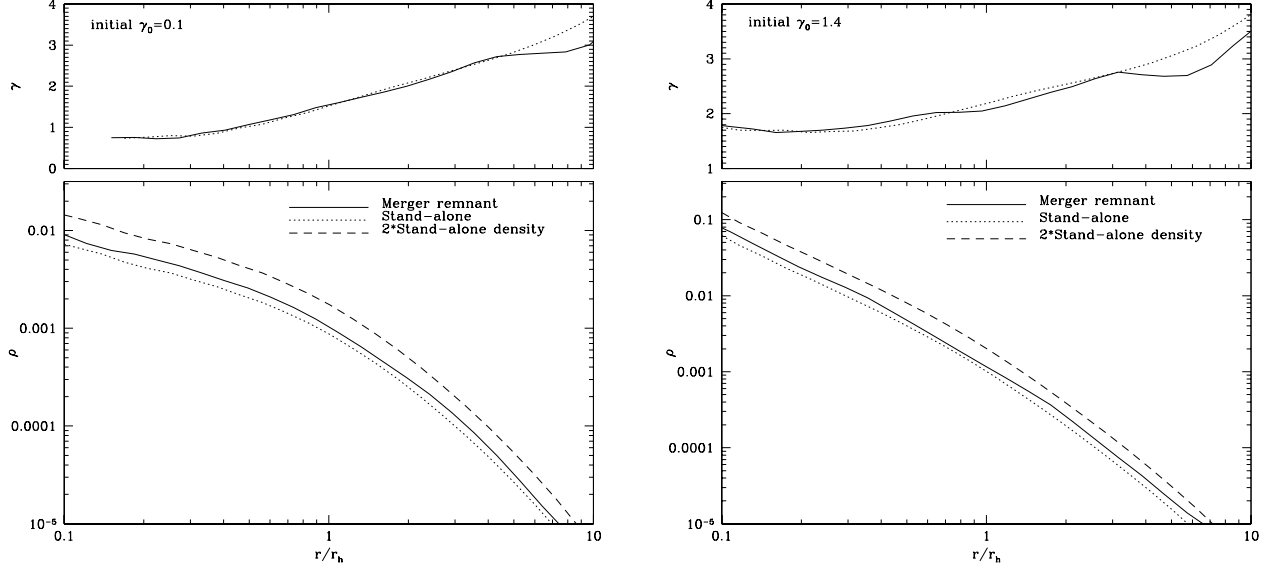 4
initial γ₀=0.1
3
γ
2
1
0
Merger remnant
Stand-alone
2*Stand-alone density
0.01
0.001
ρ
0.0001
10⁻⁵
0.1
1
10
r/rₕ
4
initial γ₀=1.4
3
γ
2
1
Merger remnant
Stand-alone
2*Stand-alone density
0.1
0.01
ρ
0.001
0.0001
10⁻⁵
0.1
1
10
r/rₕ